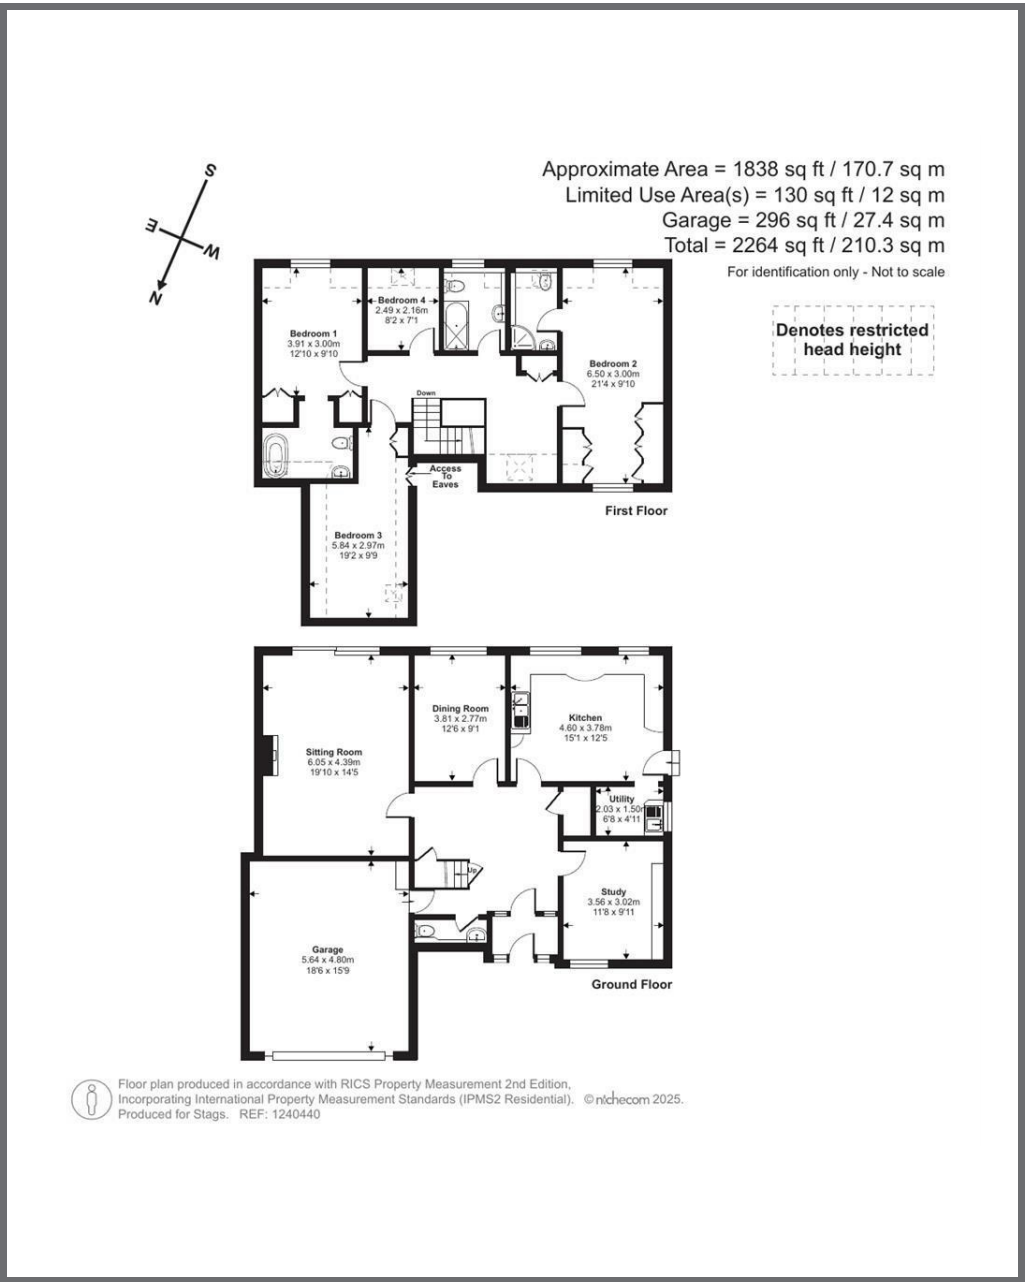 Approximate Area = 1838 sq ft / 170.7 sq m
Limited Use Area(s) = 130 sq ft / 12 sq m
Garage = 296 sq ft / 27.4 sq m
Total = 2264 sq ft / 210.3 sq m
For identification only - Not to scale
S
E
W
N
Denotes restricted
head height
Bedroom 1
3.91 x 3.00m
12'10 x 9'10
Bedroom 4
2.49 x 2.16m
8'2 x 7'1
Bedroom 2
6.50 x 3.00m
21'4 x 9'10
Down
Access
To
Eaves
Bedroom 3
5.84 x 2.97m
19'2 x 9'9
First Floor
Sitting Room
6.05 x 4.39m
19'10 x 14'5
Dining Room
3.81 x 2.77m
12'6 x 9'1
Kitchen
4.60 x 3.78m
15'1 x 12'5
Utility
2.03 x 1.50m
6'8 x 4'11
Up
Study
3.56 x 3.02m
11'8 x 9'11
Garage
5.64 x 4.80m
18'6 x 15'9
Ground Floor
Floor plan produced in accordance with RICS Property Measurement 2nd Edition,
Incorporating International Property Measurement Standards (IPMS2 Residential). © nichecom 2025.
Produced for Stags. REF: 1240440